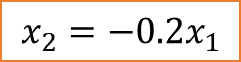 x₂ = −0.2x₁